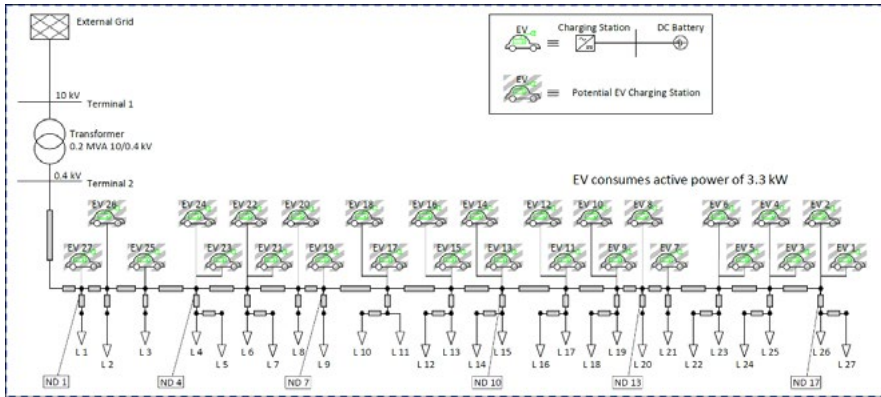 External Grid
EV
Charging Station
DC Battery
EV
Potential EV Charging Station
10 kV
Terminal 1
Transformer
0.2 MVA 10/0.4 kV
0.4 kV
Terminal 2
EV consumes active power of 3.3 kW
EV 26 EV 24 EV 22 EV 20 EV 18 EV 16 EV 14 EV 12 EV 10 EV 8 EV 6 EV 4 EV 2
EV 27 EV 25 EV 23 EV 21 EV 19 EV 17 EV 15 EV 13 EV 11 EV 9 EV 7 EV 5 EV 3 EV 1
L 1 L 2 L 3 L 4 L 5 L 6 L 7 L 8 L 9 L 10 L 11 L 12 L 13 L 14 L 15 L 16 L 17 L 18 L 19 L 20 L 21 L 22 L 23 L 24 L 25 L 26 L 27
ND 1 ND 4 ND 7 ND 10 ND 13 ND 17